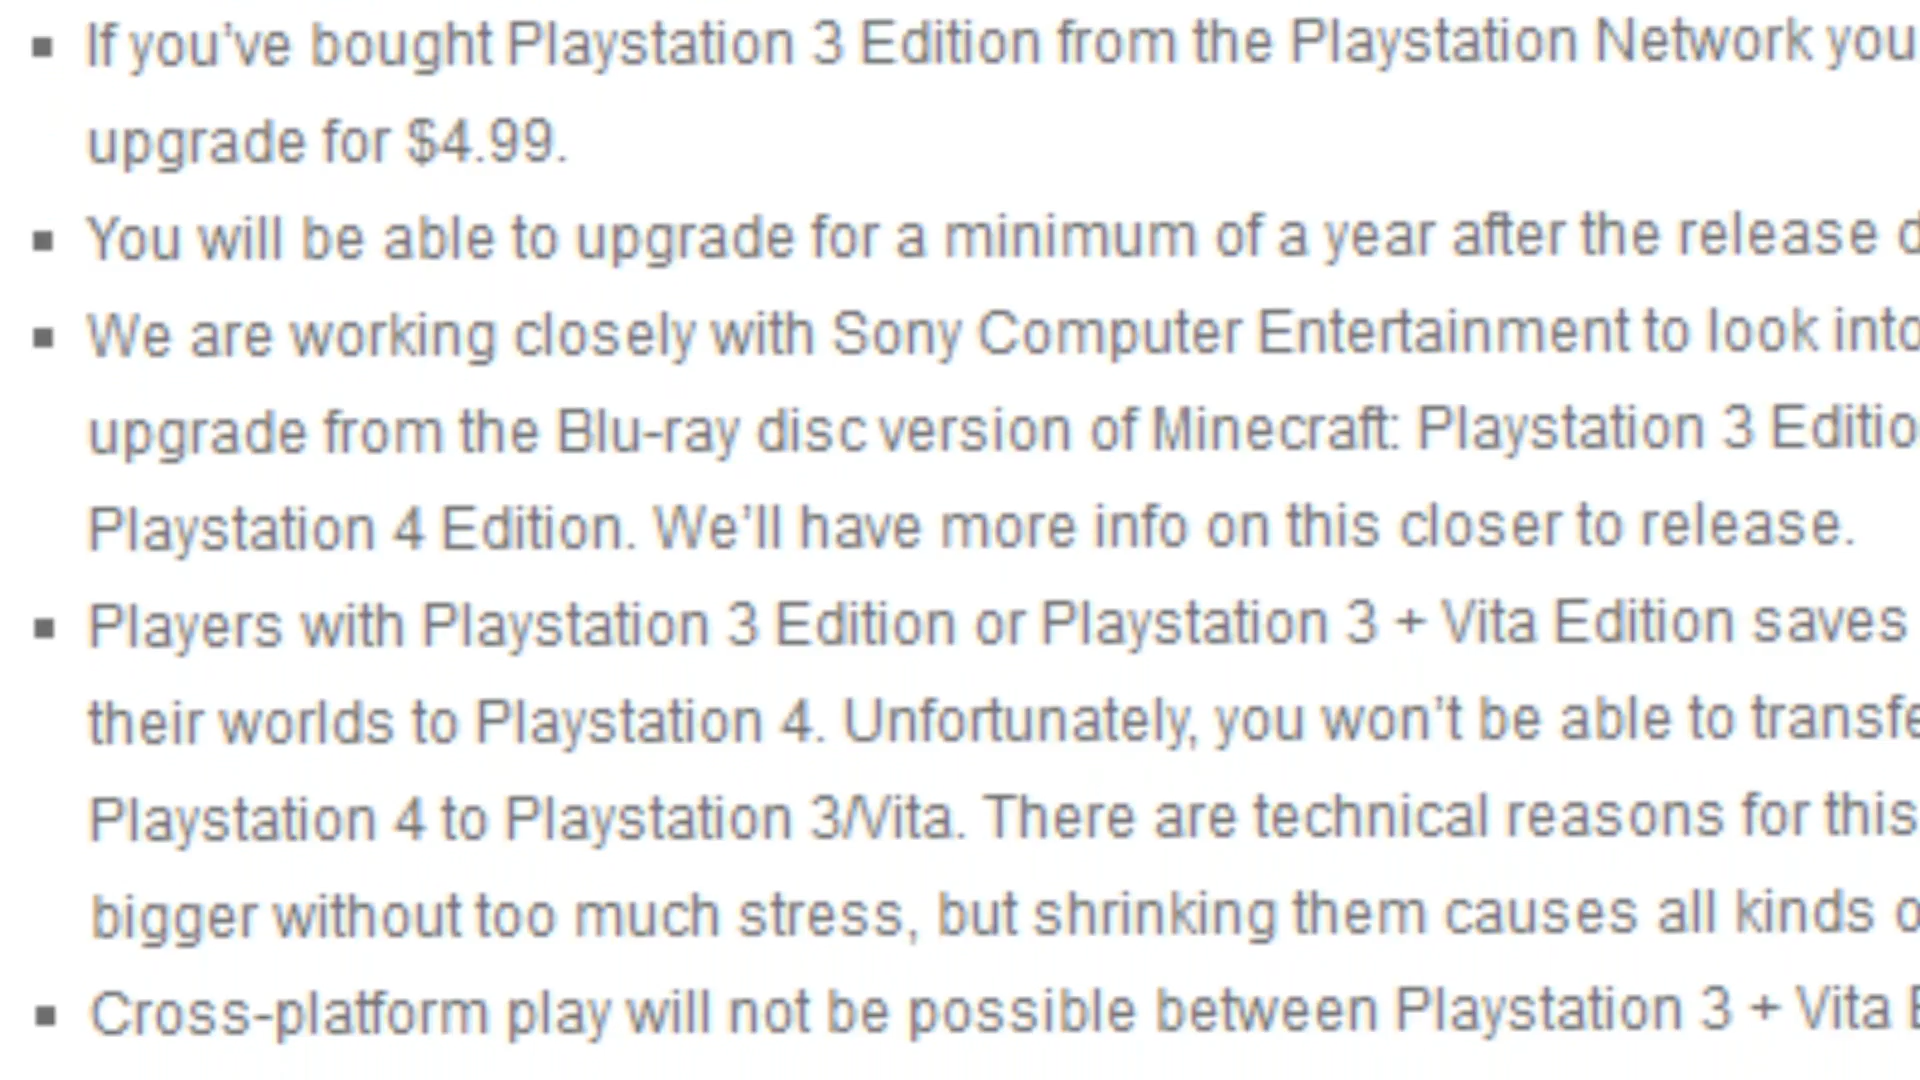 ▪ If you’ve bought Playstation 3 Edition from the Playstation Network you
upgrade for $4.99.
▪ You will be able to upgrade for a minimum of a year after the release
▪ We are working closely with Sony Computer Entertainment to look into
upgrade from the Blu-ray disc version of Minecraft: Playstation 3 Editio
Playstation 4 Edition. We’ll have more info on this closer to release.
▪ Players with Playstation 3 Edition or Playstation 3 + Vita Edition saves
their worlds to Playstation 4. Unfortunately, you won’t be able to transfe
Playstation 4 to Playstation 3/Vita. There are technical reasons for this
bigger without too much stress, but shrinking them causes all kinds
▪ Cross-platform play will not be possible between Playstation 3 + Vita